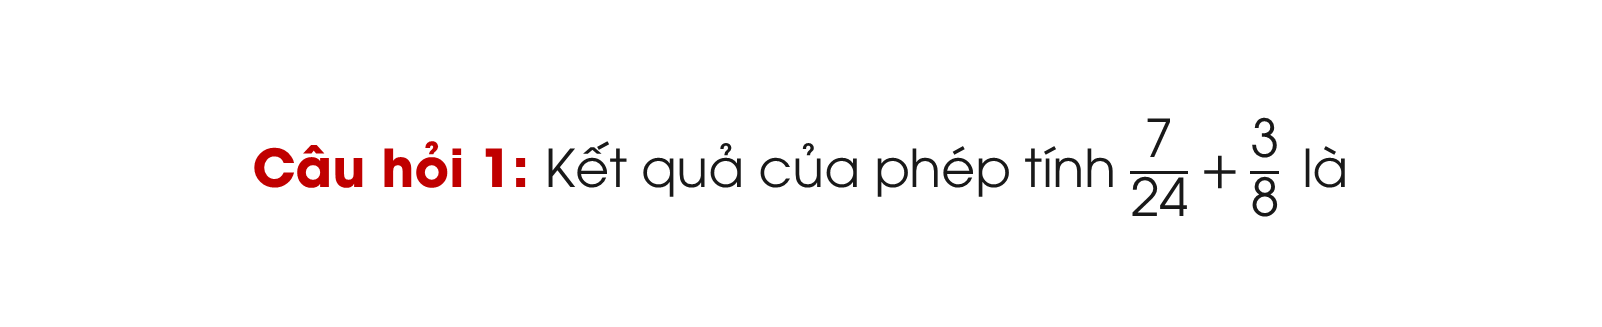 Câu hỏi 1: Kết quả của phép tính 7/24 + 3/8 là